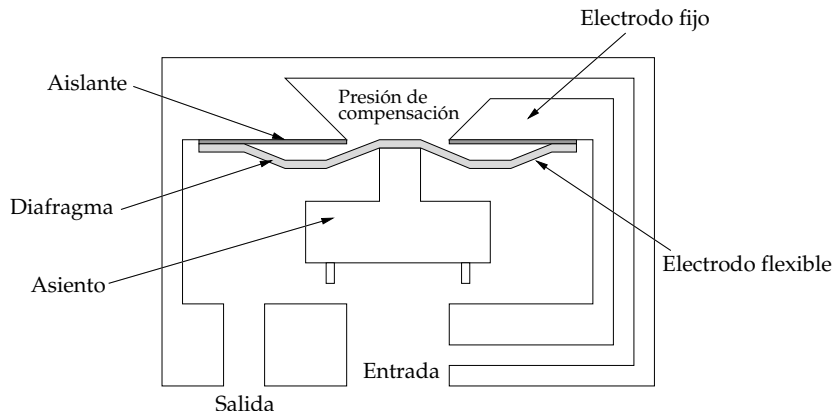 Electrodo fijo
Aislante
Presión de
compensación
Diafragma
Electrodo flexible
Asiento
Entrada
Salida